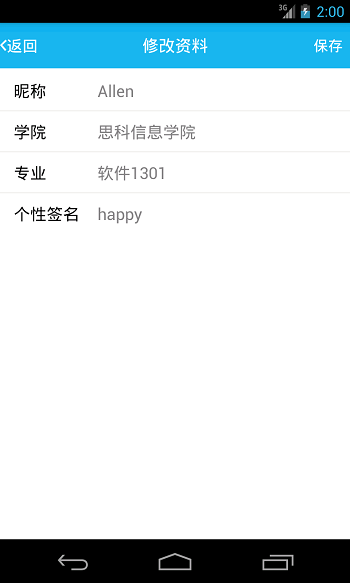 3G 2:00
返回 修改资料 保存
昵称 Allen
学院 思科信息学院
专业 软件1301
个性签名 happy